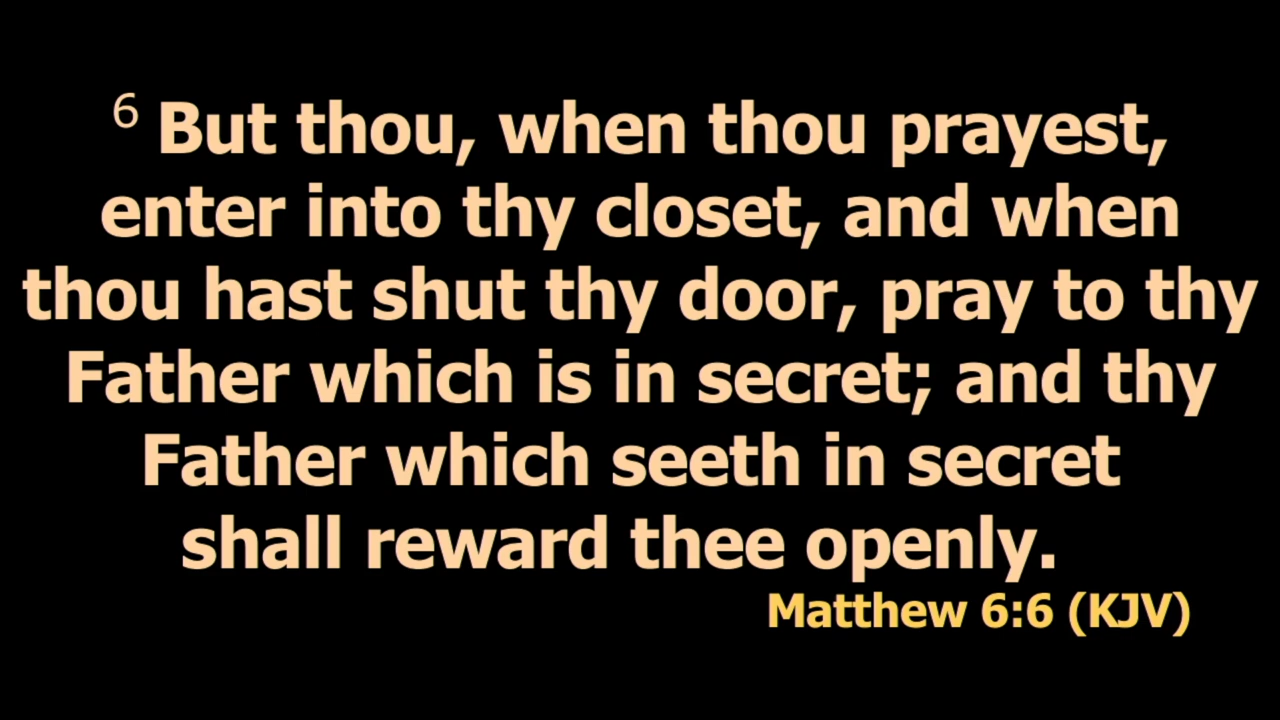 6 But thou, when thou prayest,
enter into thy closet, and when
thou hast shut thy door, pray to thy
Father which is in secret; and thy
Father which seeth in secret
shall reward thee openly.
Matthew 6:6 (KJV)